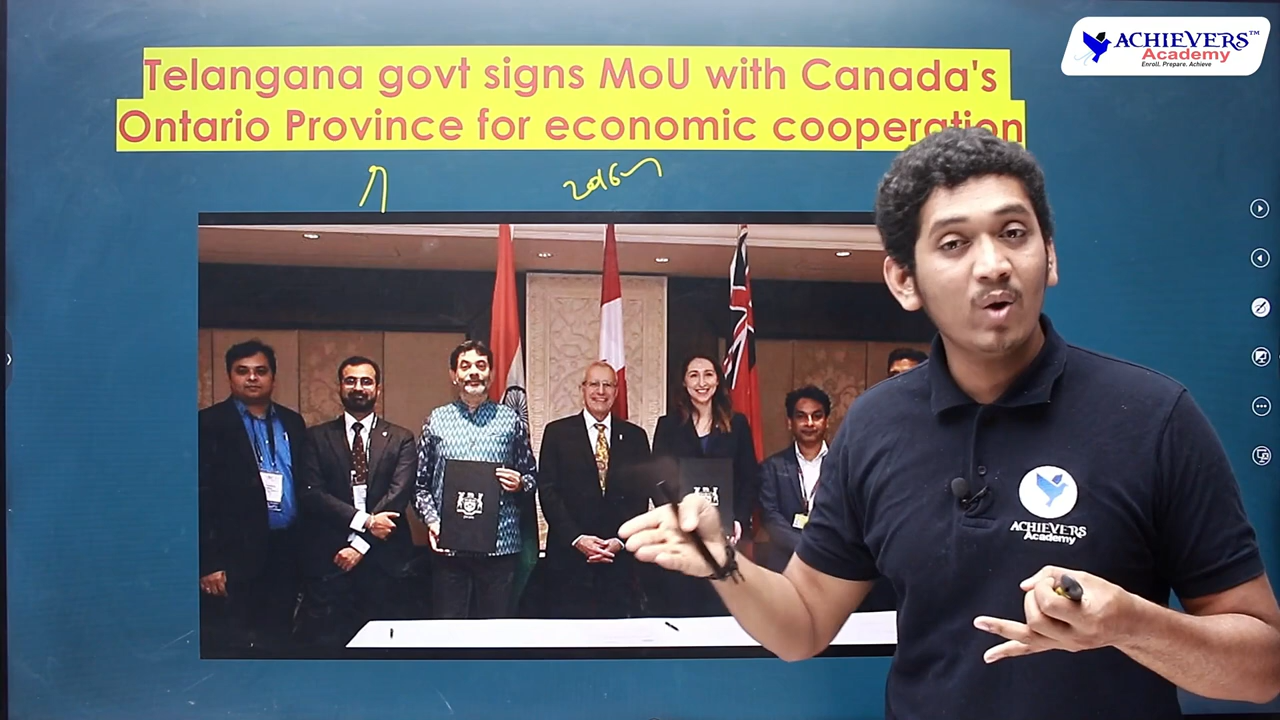 Telangana govt signs MoU with Canada's
Ontario Province for economic cooperation
ACHIEVERS™
Academy
Enroll. Prepare. Achieve
ACHIEVERS
Academy